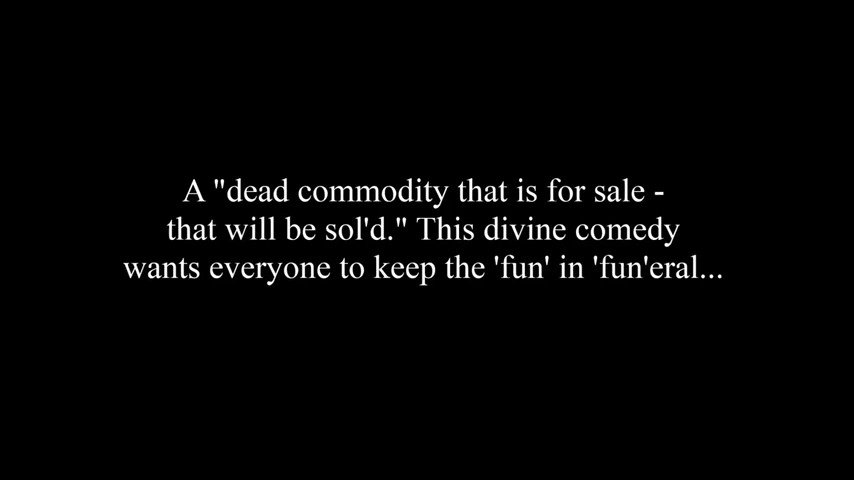 A "dead commodity that is for sale -
that will be sol'd." This divine comedy
wants everyone to keep the 'fun' in 'fun'eral...